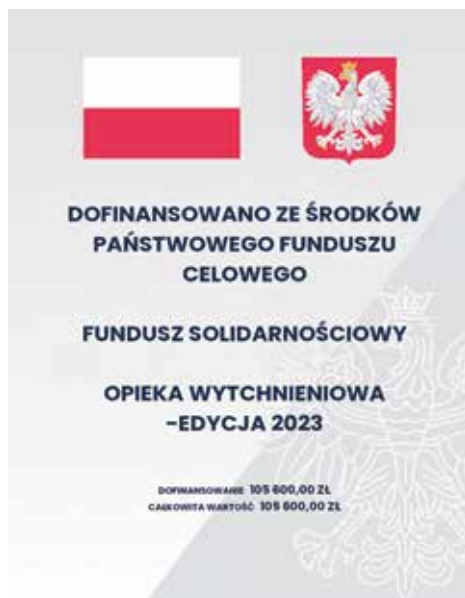 DOFINANSOWANO ZE ŚRODKÓW
PAŃSTWOWEGO FUNDUSZU
CELOWEGO
FUNDUSZ SOLIDARNOŚCIOWY
OPIEKA WYTCHNIENIOWA
-EDYCJA 2023
DOFINANSOWANIE 105 600,00 ZŁ
CAŁKOWITA WARTOŚĆ 105 600,00 ZŁ